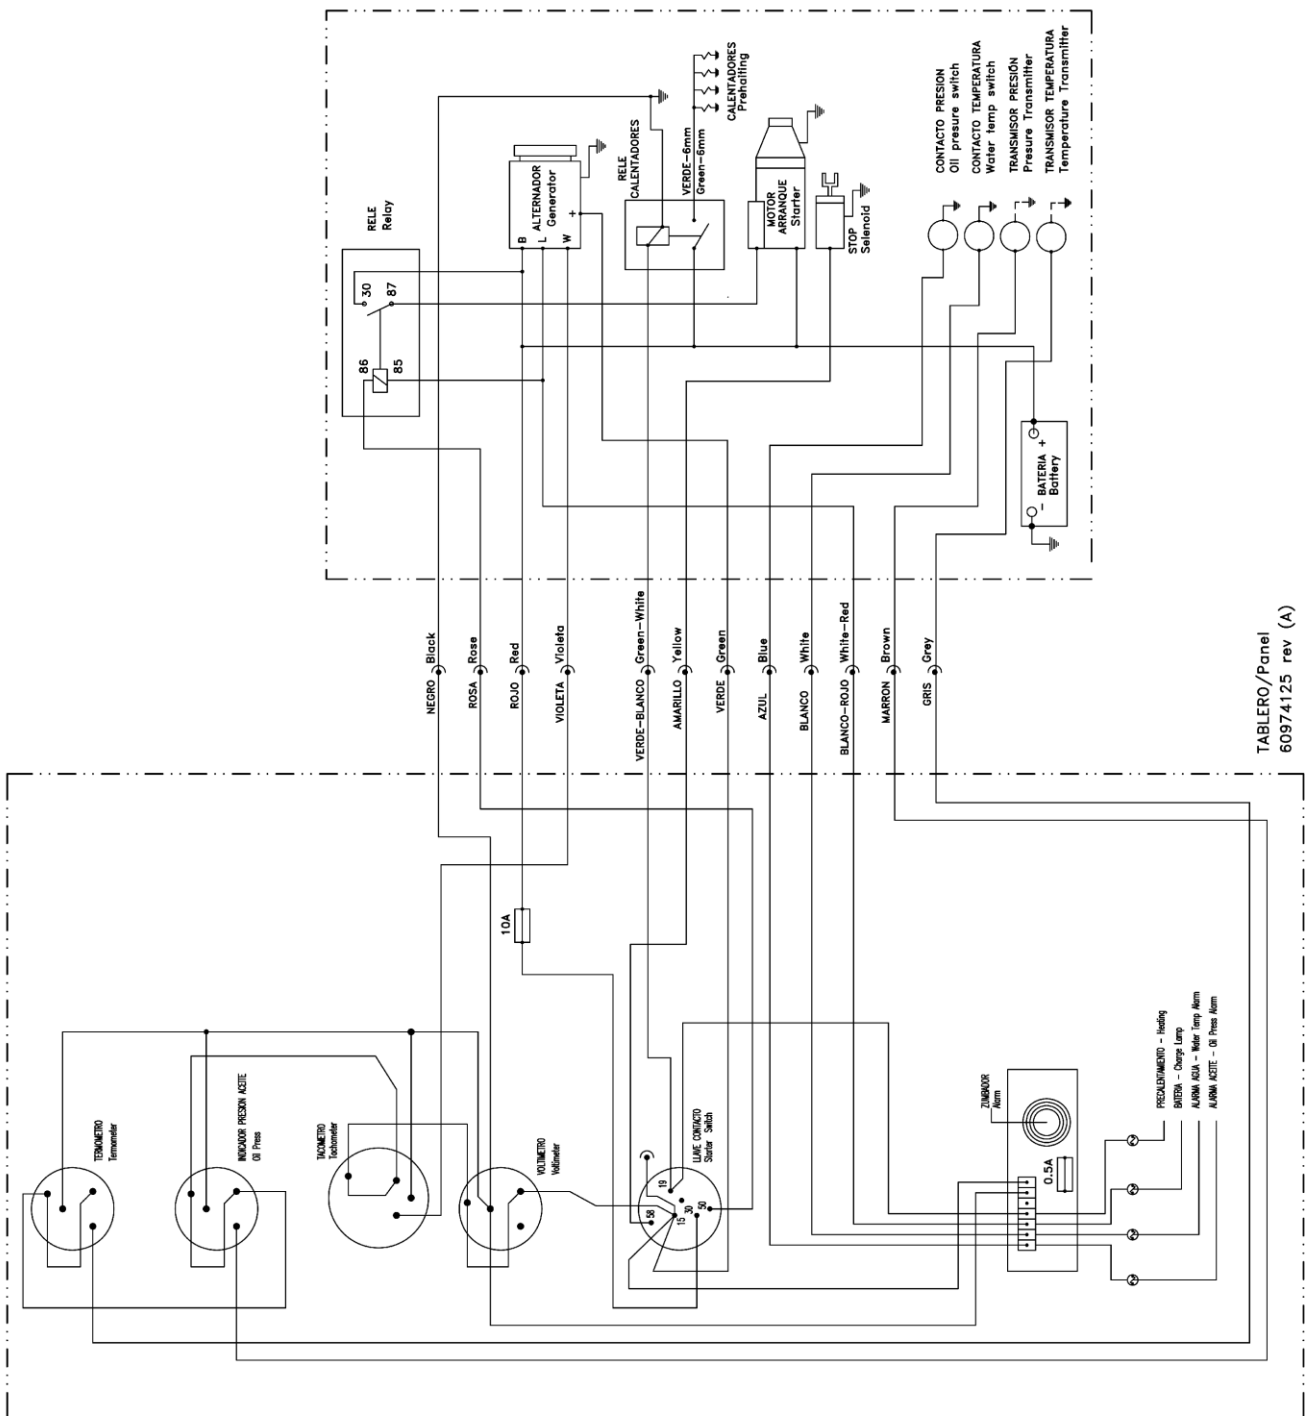 RELE
Relay
30
87
86
85
ALTERNADOR
Generator
B
L
W
+
RELE
CALENTADORES
VERDE-6mm
Green-6mm
CALENTADORES
Prehaiting
MOTOR
ARRANQUE
Starter
STOP
Selenoid
CONTACTO PRESION
Oil presure switch
CONTACTO TEMPERATURA
Water temp switch
TRANSMISOR PRESIÓN
Presure Transmitter
TRANSMISOR TEMPERATURA
Temperature Transmitter
- BATERIA +
Battery
NEGRO Black
ROSA Rose
ROJO Red
VIOLETA Violeta
VERDE-BLANCO Green-White
AMARILLO Yellow
VERDE Green
AZUL Blue
BLANCO White
BLANCO-ROJO White-Red
MARRON Brown
GRIS Grey
TABLERO/Panel
60974125 rev (A)
10A
TERMOMETRO
Termometer
INDICADOR PRESION ACEITE
Oil Press
TACOMETRO
Tachometer
VOLTIMETRO
Voltimeter
LLAVE CONTACTO
Starter Switch
19
58
15
30
50
ZUMBADOR
Alarm
0.5A
PRECALENTAMIENTO - Heating
BATERIA - Charge Lamp
ALARMA AGUA - Water Temp Alarm
ALARMA ACEITE - Oil Press Alarm